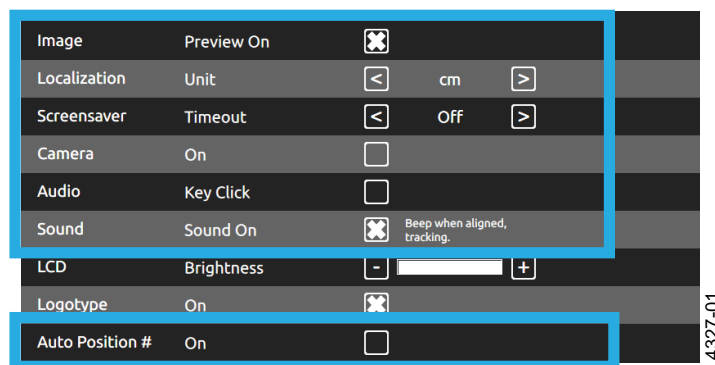 Image Preview On
Localization Unit < cm >
Screensaver Timeout < Off >
Camera On
Audio Key Click
Sound Sound On Beep when aligned,
tracking.
LCD Brightness - +
Logotype On
Auto Position # On
4327-01